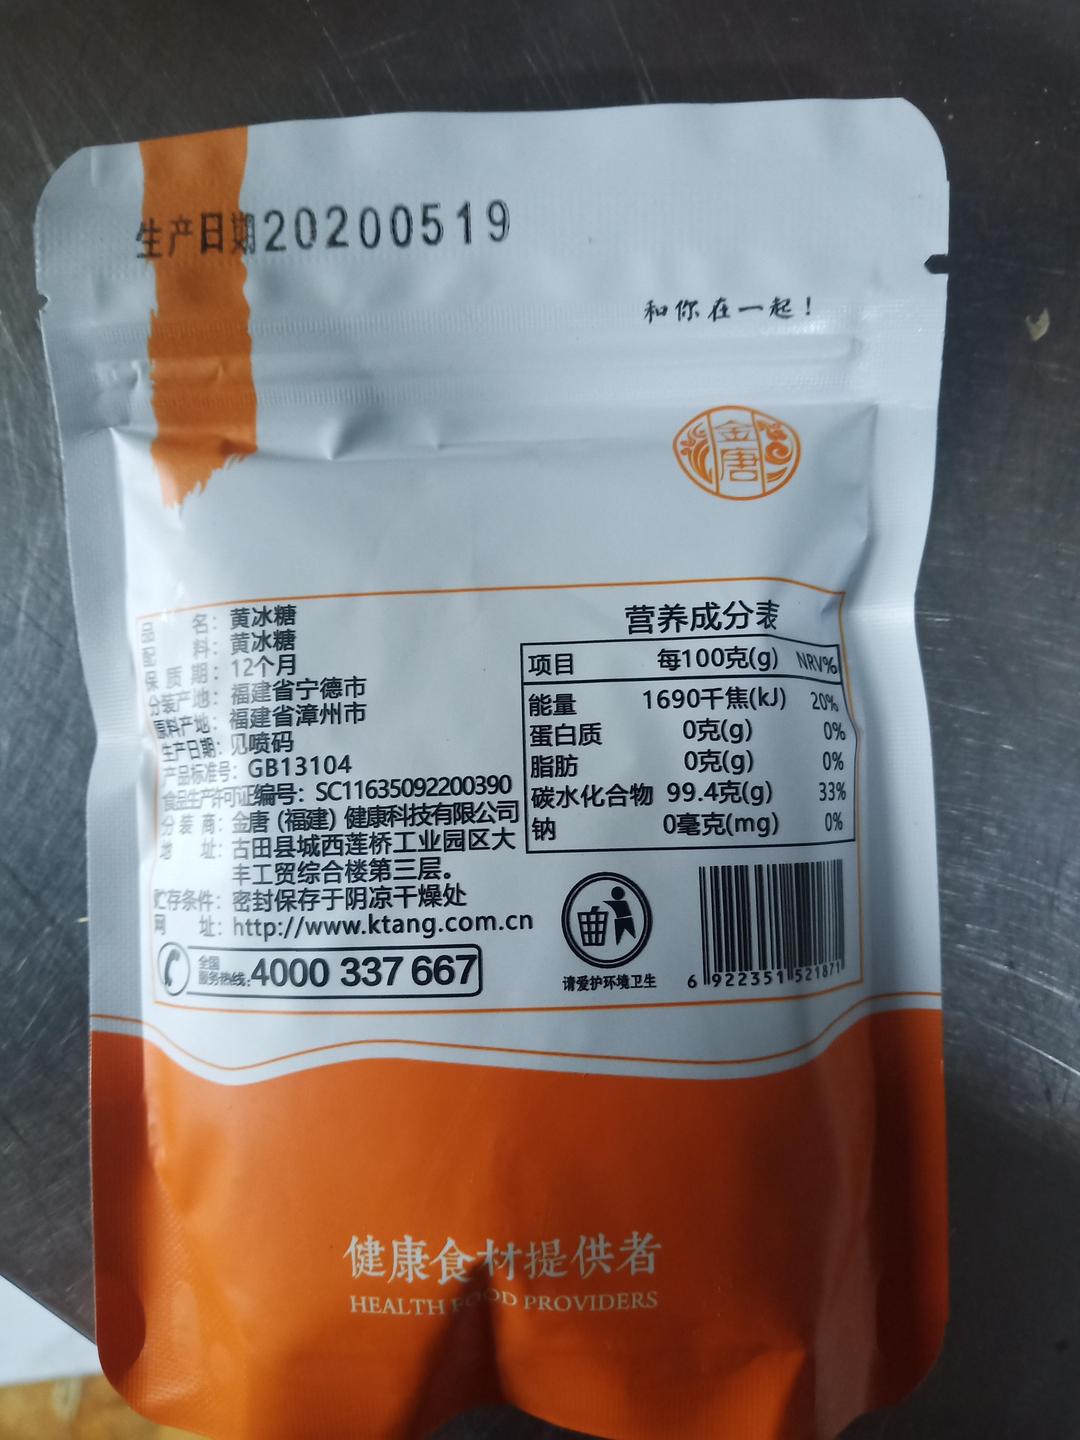 生产日期20200519
和你在一起！
金唐
品名：黄冰糖
配料：黄冰糖
保质期：12个月
分装产地：福建省宁德市
原料产地：福建省漳州市
生产日期：见喷码
产品标准号：GB13104
食品生产许可证编号：SC11635092200390
分装商：金唐（福建）健康科技有限公司
地址：古田县城西莲桥工业园区大
丰工贸综合楼第三层。
贮存条件：密封保存于阴凉干燥处
网址：http://www.ktang.com.cn
全国
服务热线：4000 337 667
营养成分表
项目 每100克(g) NRV%
能量 1690千焦(kJ) 20%
蛋白质 0克(g) 0%
脂肪 0克(g) 0%
碳水化合物 99.4克(g) 33%
钠 0毫克(mg) 0%
请爱护环境卫生
6 922351 521871
健康食材提供者
HEALTH FOOD PROVIDERS